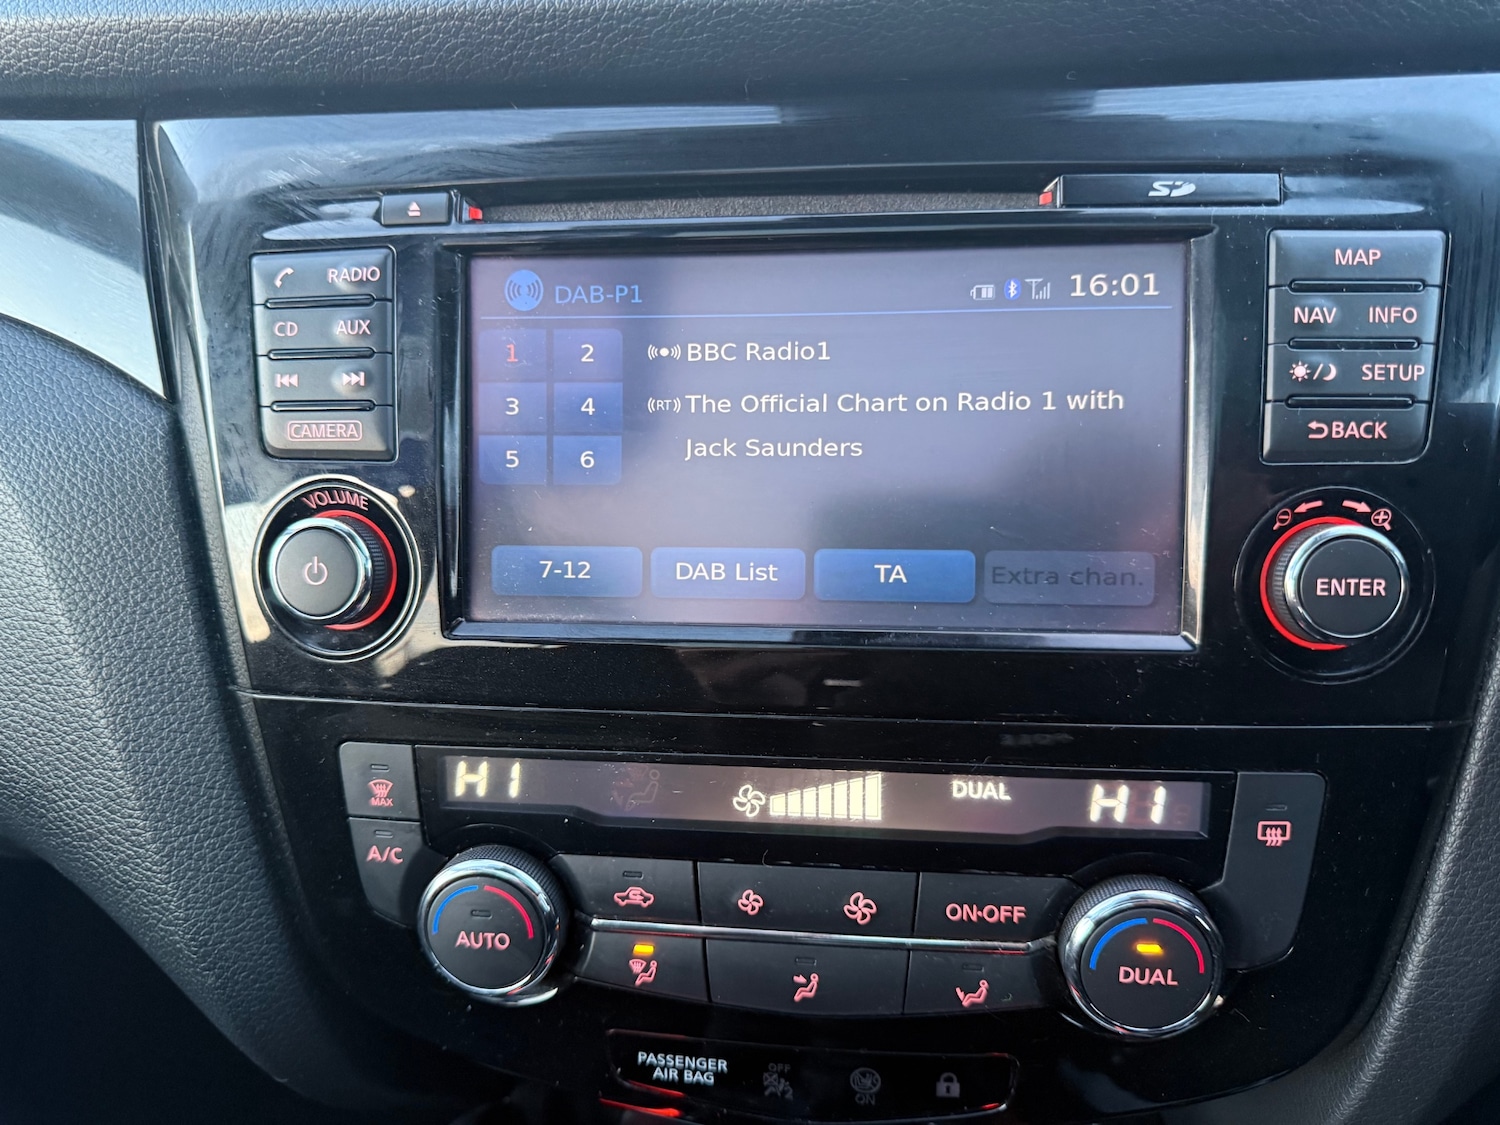 SD
RADIO
CD AUX
CAMERA
VOLUME
DAB-P1
16:01
1 2
3 4
5 6
BBC Radio1
(RT) The Official Chart on Radio 1 with
Jack Saunders
7-12 DAB List TA Extra chan.
MAP
NAV INFO
SETUP
BACK
ENTER
HI DUAL HI
MAX
A/C
AUTO
ON·OFF
DUAL
PASSENGER
AIR BAG
OFF
ON